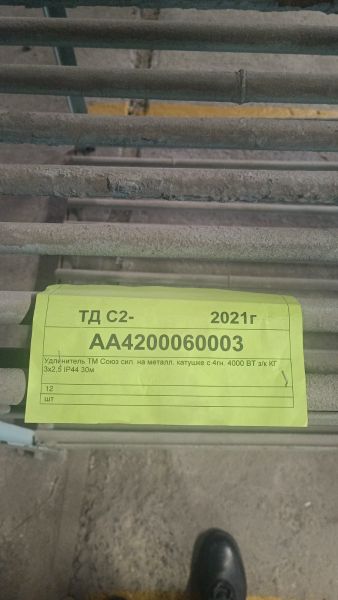 ТД С2- 2021г
АА4200060003
Удлинитель ТМ Союз сил. на металл. катушке с 4гн. 4000 ВТ з/к КГ
3х2,5 IP44 30м
12
шт